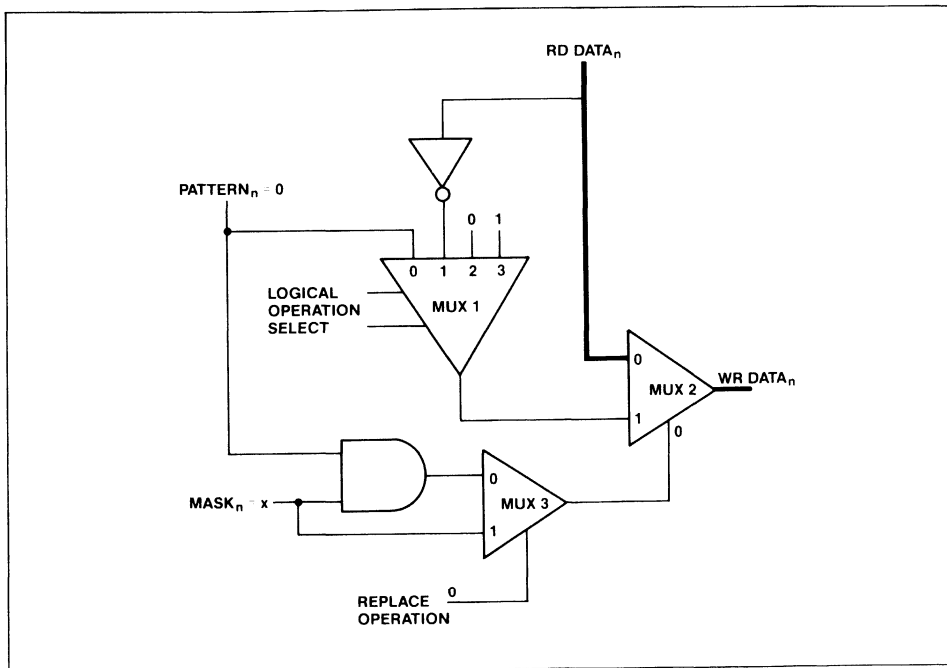 RD DATAn
PATTERNn = 0
0 1
0 1 2 3
LOGICAL
OPERATION
SELECT
MUX 1
0
MUX 2
WR DATAn
1
0
0
MASKn = x
MUX 3
1
0
REPLACE
OPERATION